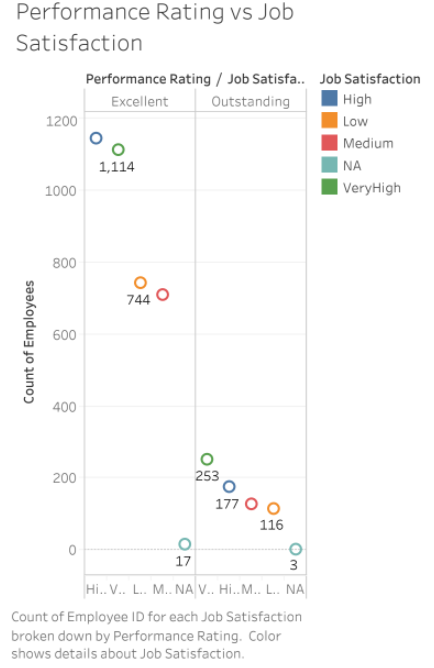 Performance Rating vs Job
Satisfaction
Performance Rating / Job Satisfa..
Job Satisfaction
Excellent
Outstanding
High
Low
Medium
NA
VeryHigh
Count of Employees
1200
1000
800
600
400
200
0
1,114
744
17
253
177
116
3
Hi.. V.. L.. M.. NA V.. Hi.. M.. L.. NA
Count of Employee ID for each Job Satisfaction
broken down by Performance Rating. Color
shows details about Job Satisfaction.